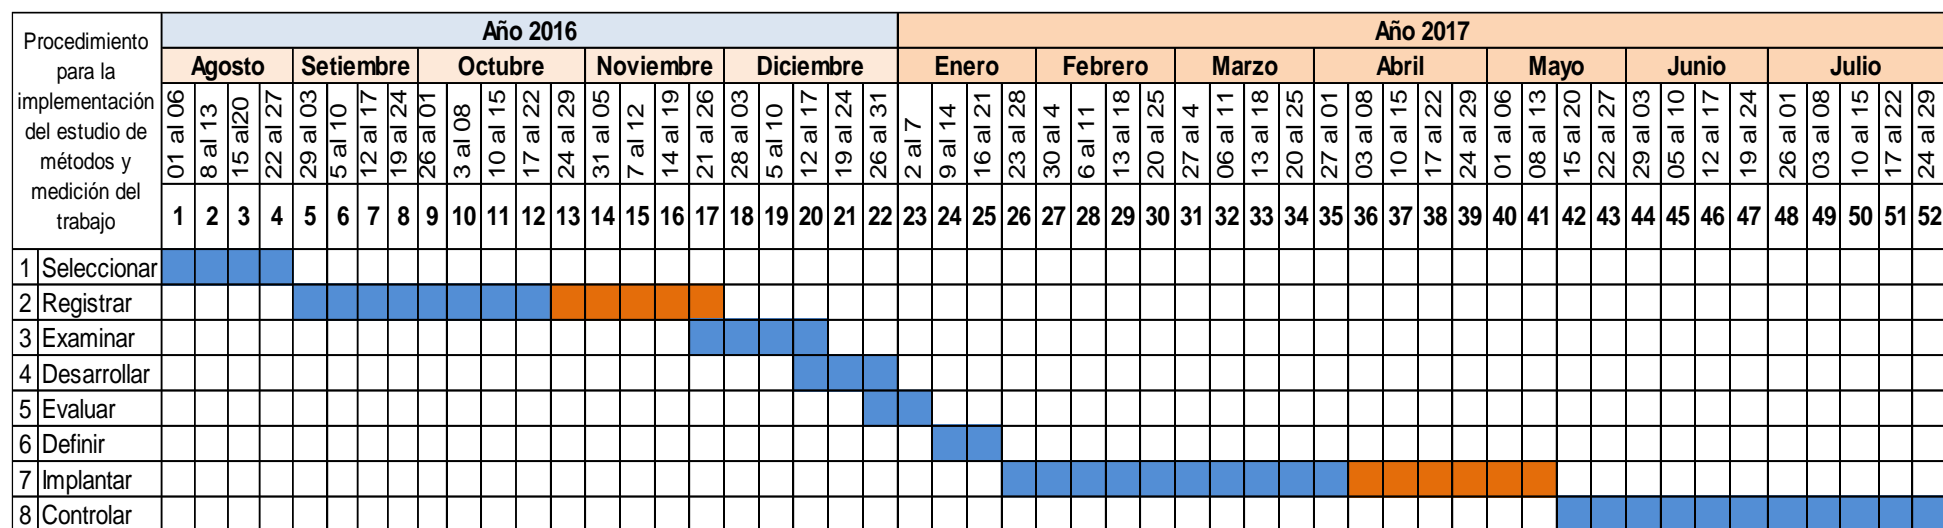 Procedimiento
para la
implementación
del estudio de
métodos y
medición del
trabajo
Año 2016 Año 2017
Agosto Setiembre Octubre Noviembre Diciembre Enero Febrero Marzo Abril Mayo Junio Julio
01 al 06 8 al 13 15 al20 22 al 27 29 al 03 5 al 10 12 al 17 19 al 24 26 al 01 3 al 08 10 al 15 17 al 22 24 al 29 31 al 05 7 al 12 14 al 19 21 al 26 28 al 03 5 al 10 12 al 17 19 al 24 26 al 31 2 al 7 9 al 14 16 al 21 23 al 28 30 al 4 6 al 11 13 al 18 20 al 25 27 al 4 06 al 11 13 al 18 20 al 25 27 al 01 03 al 08 10 al 15 17 al 22 24 al 29 01 al 06 08 al 13 15 al 20 22 al 27 29 al 03 05 al 10 12 al 17 19 al 24 26 al 01 03 al 08 10 al 15 17 al 22 24 al 29
1 2 3 4 5 6 7 8 9 10 11 12 13 14 15 16 17 18 19 20 21 22 23 24 25 26 27 28 29 30 31 32 33 34 35 36 37 38 39 40 41 42 43 44 45 46 47 48 49 50 51 52
1 Seleccionar
2 Registrar
3 Examinar
4 Desarrollar
5 Evaluar
6 Definir
7 Implantar
8 Controlar